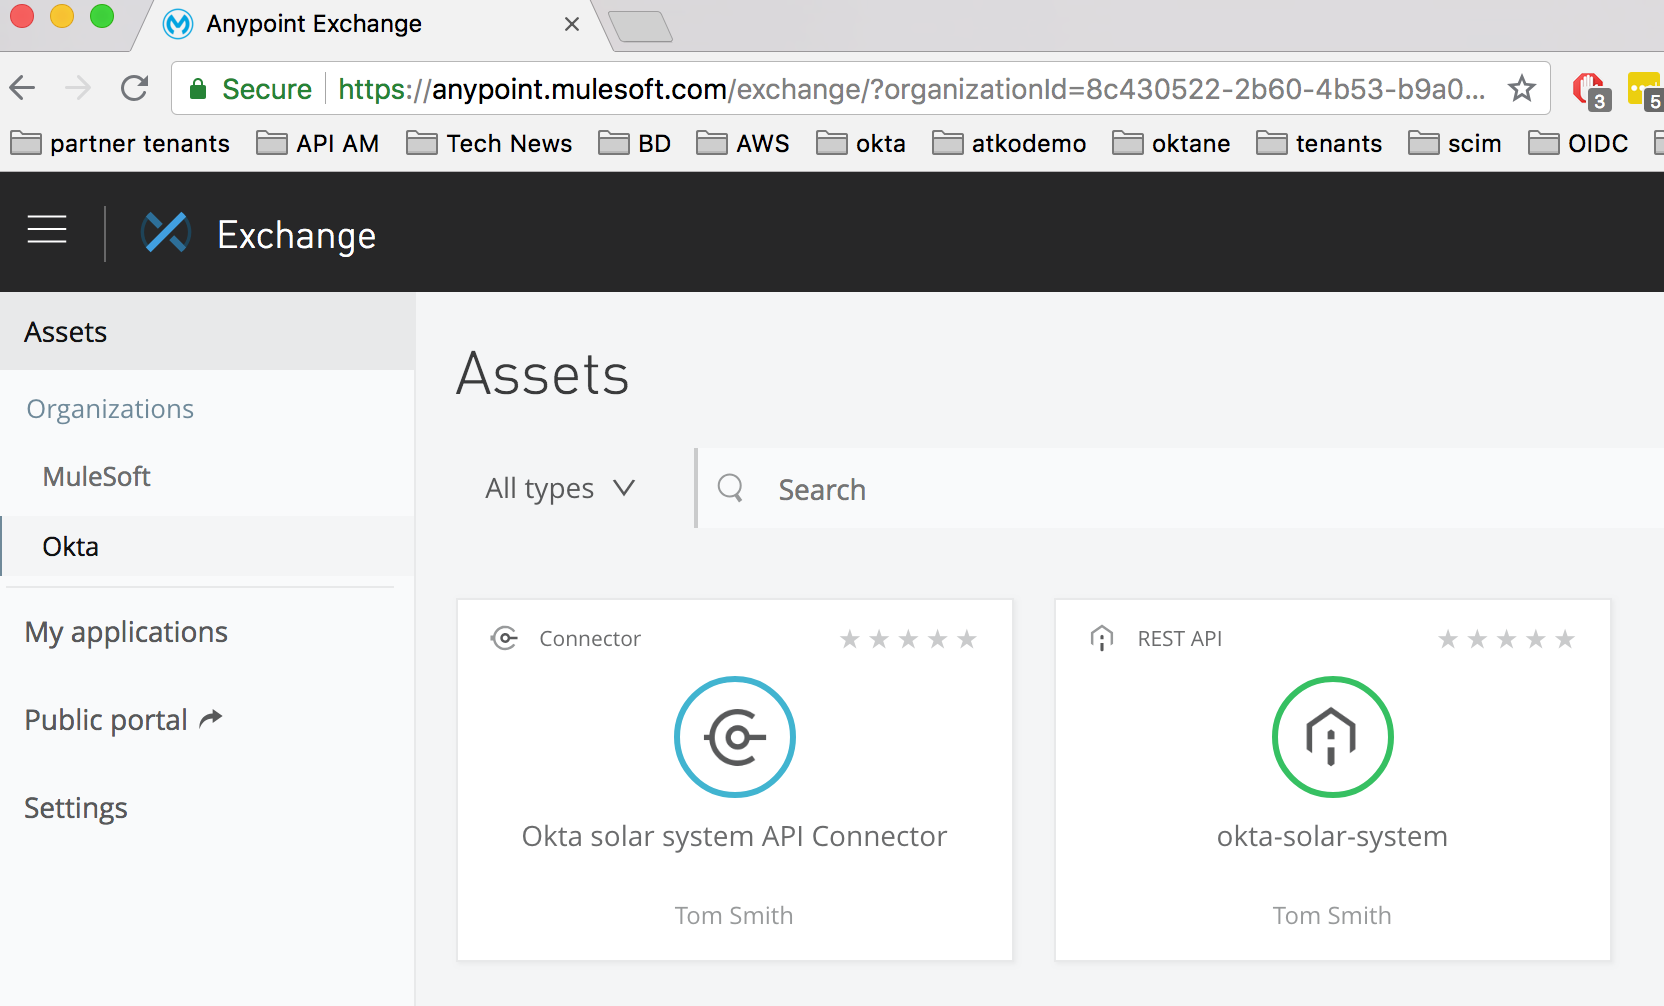 Anypoint Exchange
Secure https://anypoint.mulesoft.com/exchange/?organizationId=8c430522-2b60-4b53-b9a0... 3 5
partner tenants API AM Tech News BD AWS okta atkodemo oktane tenants scim OIDC
Exchange
Assets
Organizations
MuleSoft
Okta
My applications
Public portal
Settings
Assets
All types Search
Connector
Okta solar system API Connector
Tom Smith
REST API
okta-solar-system
Tom Smith